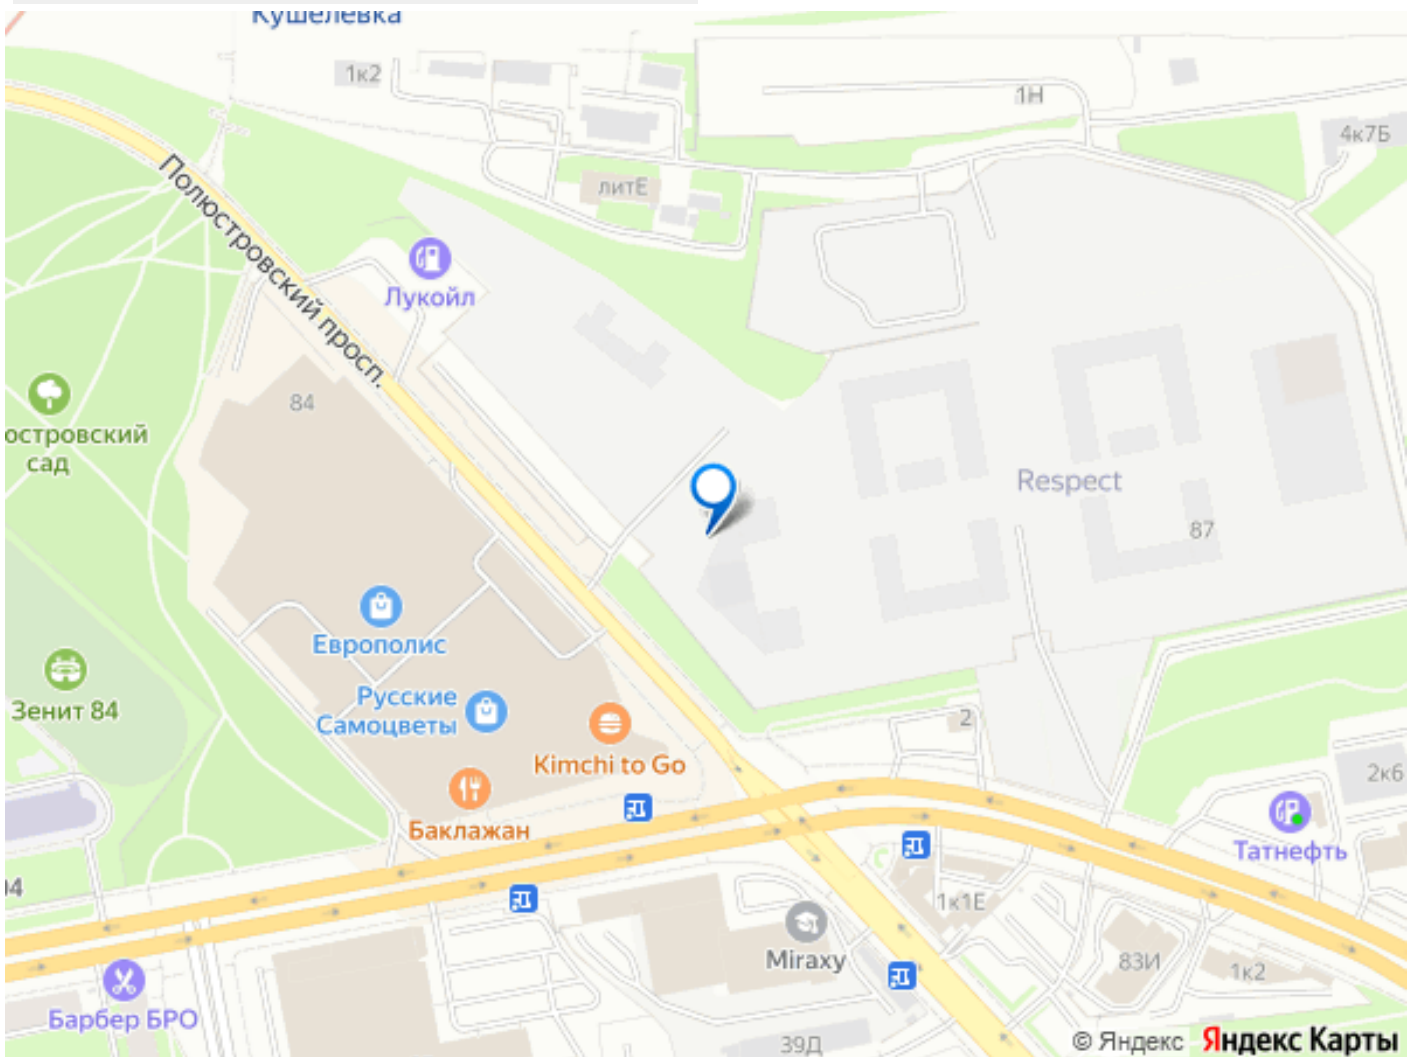 Кушелевка
1к2
1Н
4к7Б
литЕ
Полюстровский просп.
Лукойл
84
островский
сад
Respect
87
Европолис
Русские
Самоцветы
Зенит 84
Kimchi to Go
2
2к6
Баклажан
Татнефть
04
1к1Е
Miraxy
83И
1к2
Барбер БРО
39Д
© Яндекс Яндекс Карты